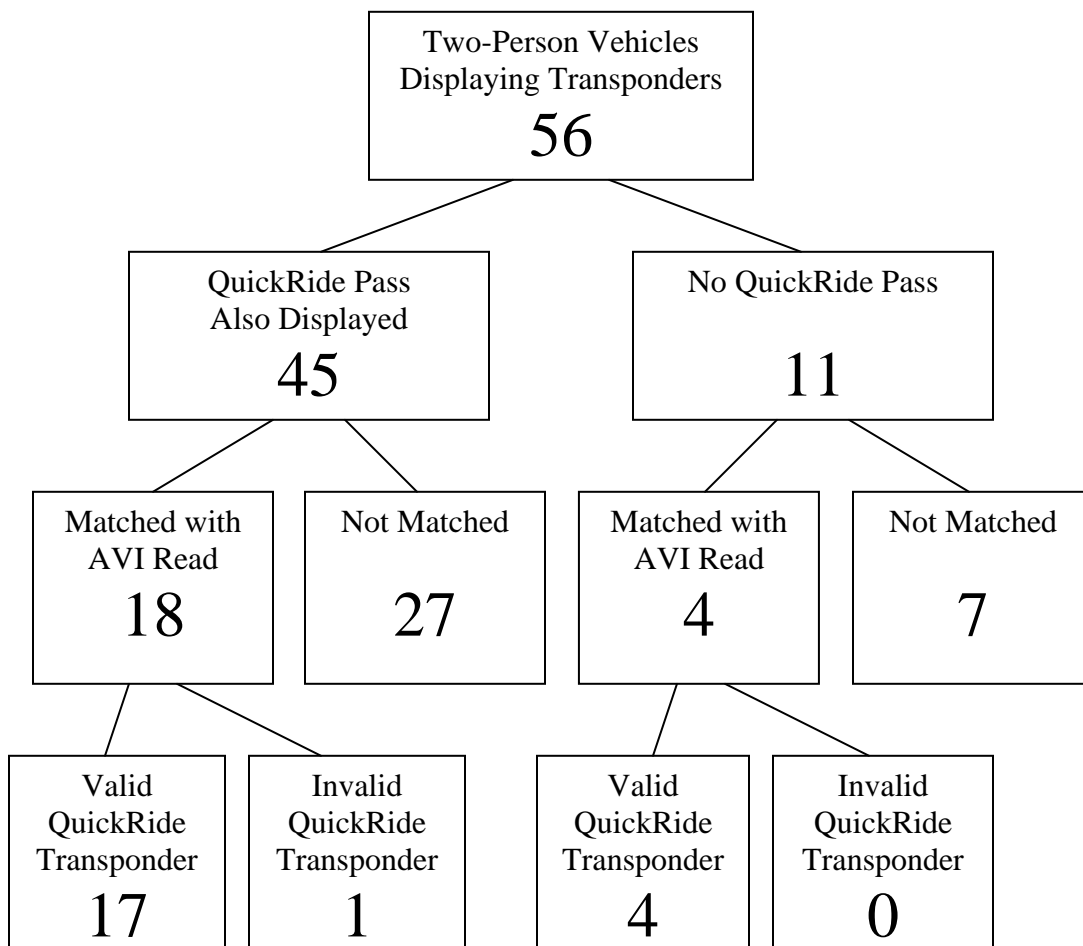 Two-Person Vehicles
Displaying Transponders
56
QuickRide Pass
Also Displayed
45
No QuickRide Pass
11
Matched with
AVI Read
18
Not Matched
27
Matched with
AVI Read
4
Not Matched
7
Valid
QuickRide
Transponder
17
Invalid
QuickRide
Transponder
1
Valid
QuickRide
Transponder
4
Invalid
QuickRide
Transponder
0